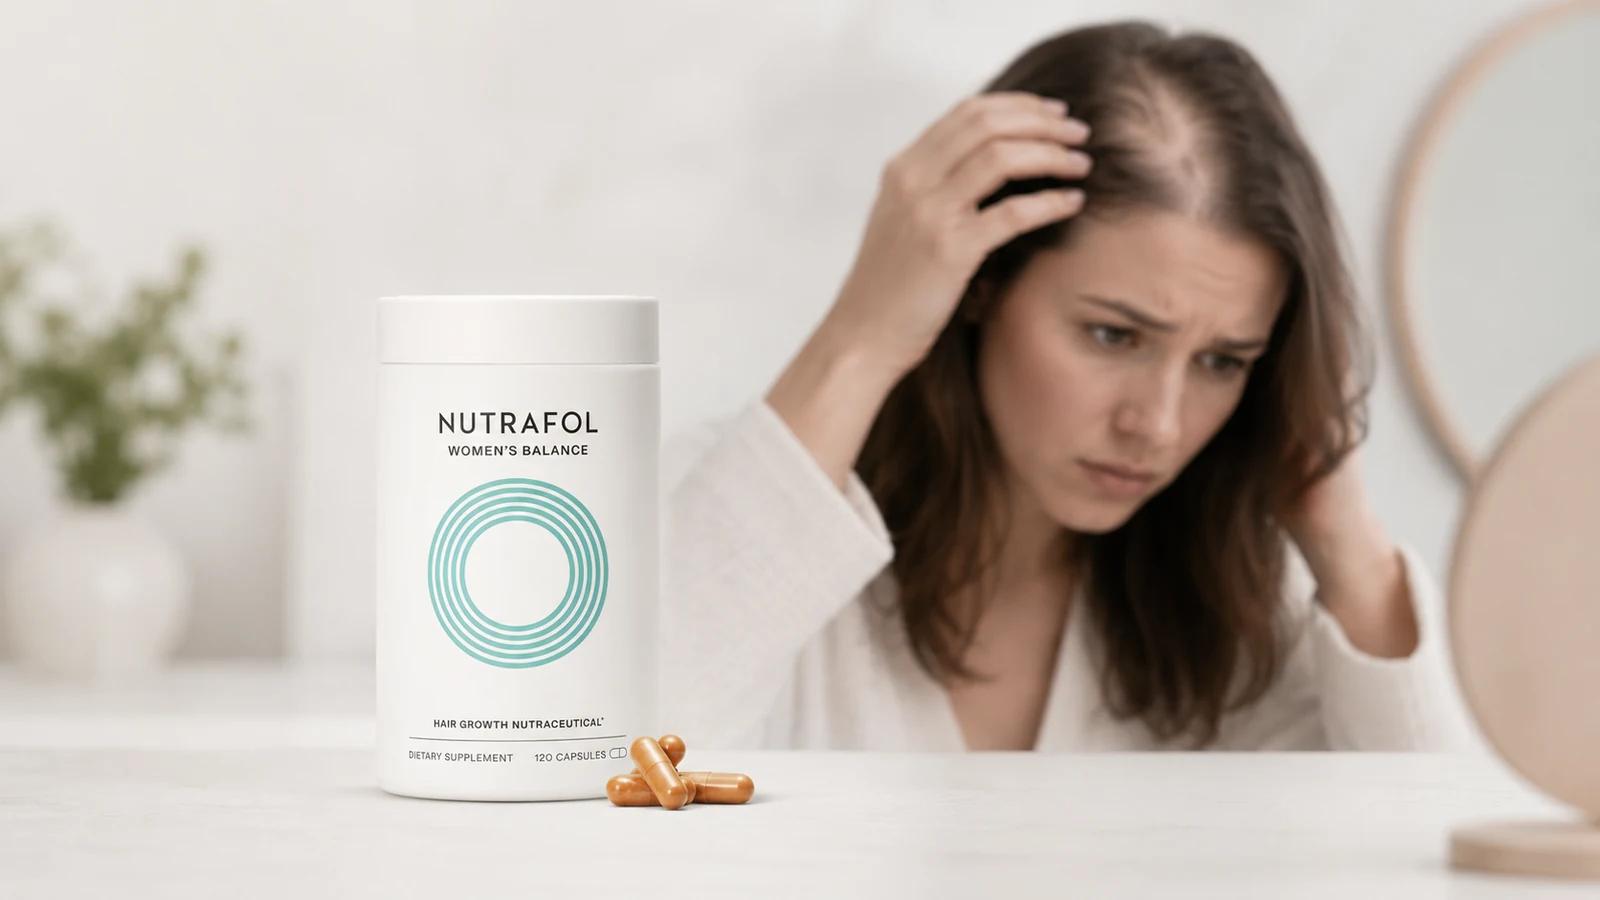 NUTRAFOL
WOMEN'S BALANCE
HAIR GROWTH NUTRACEUTICAL*
DIETARY SUPPLEMENT 120 CAPSULES